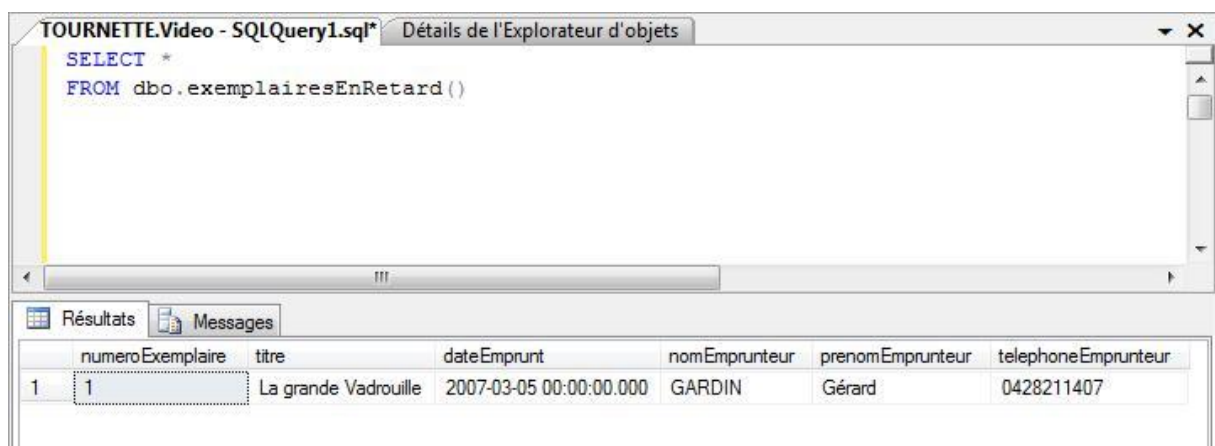 TOURNETTE.Video - SQLQuery1.sql* Détails de l'Explorateur d'objets
SELECT *
FROM dbo.exemplairesEnRetard()
Résultats Messages
numeroExemplaire titre dateEmprunt nomEmprunteur prenomEmprunteur telephoneEmprunteur
1 1 La grande Vadrouille 2007-03-05 00:00:00.000 GARDIN Gérard 0428211407